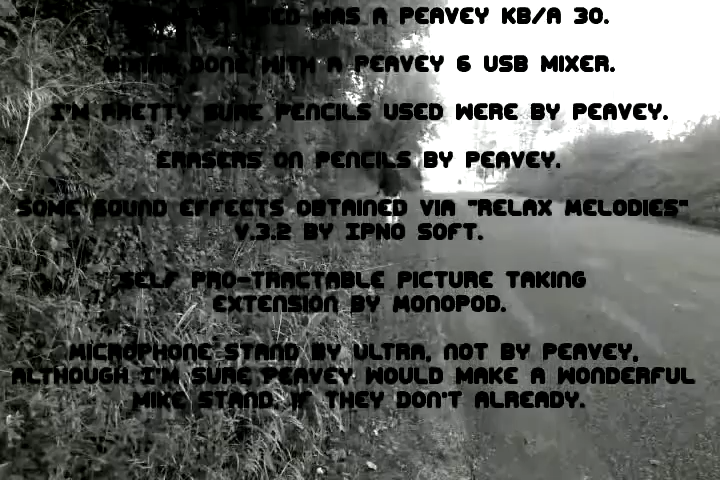 USED WAS A PEAVEY KB/A 30.
DONE WITH A PEAVEY 6 USB MIXER.
I'M PRETTY SURE PENCILS USED WERE BY PEAVEY.
ERASERS ON PENCILS BY PEAVEY.
SOME SOUND EFFECTS OBTAINED VIA "RELAX MELODIES"
V.3.2 BY IPNO SOFT.
SELF PRO-TRACTABLE PICTURE TAKING
EXTENSION BY MONOPOD.
MICROPHONE STAND BY ULTRA, NOT BY PEAVEY,
ALTHOUGH I'M SURE PEAVEY WOULD MAKE A WONDERFUL
MIKE STAND, IF THEY DON'T ALREADY.